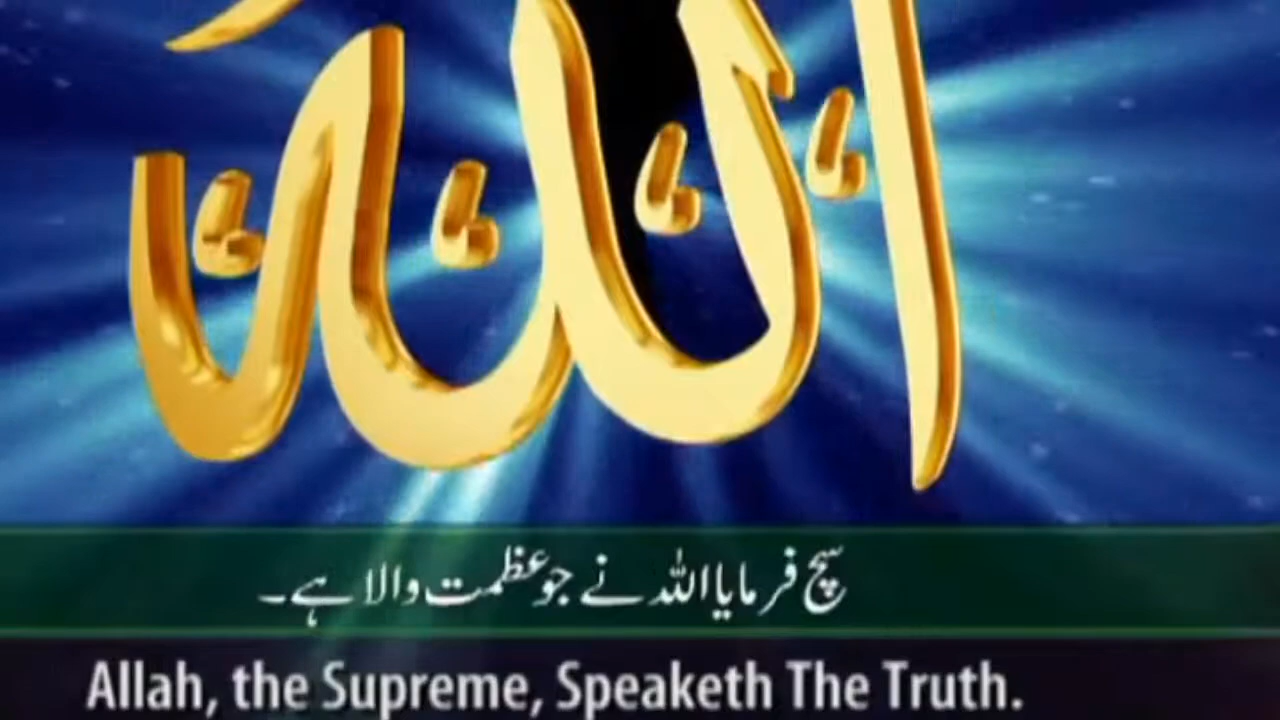 الله
سچ فرمایا اللہ نے جو عظمت والا ہے۔
Allah, the Supreme, Speaketh The Truth.